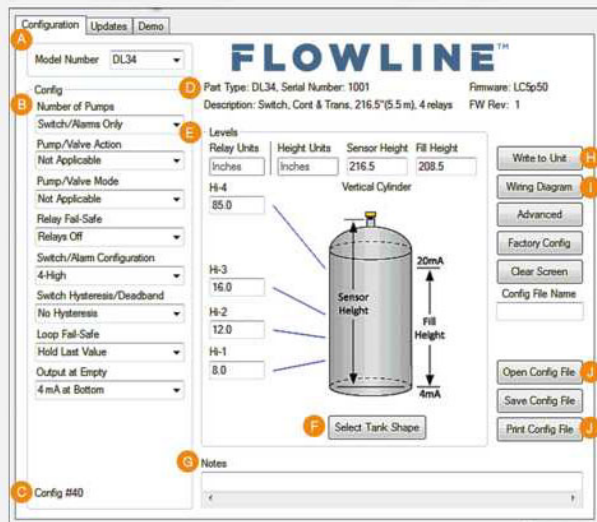 Configuration Updates Demo
A
Model Number DL34
FLOWLINE™
D Part Type: DL34, Serial Number: 1001 Firmware: LC5p50
Description: Switch, Cont & Trans, 216.5"(5.5 m), 4 relays FW Rev: 1
Config
B Number of Pumps
Switch/Alarms Only
Pump/Valve Action
Not Applicable
Pump/Valve Mode
Not Applicable
Relay Fail-Safe
Relays Off
Switch/Alarm Configuration
4-High
Switch Hysteresis/Deadband
No Hysteresis
Loop Fail-Safe
Hold Last Value
Output at Empty
4 mA at Bottom
C Config #40
E Levels
Relay Units Height Units Sensor Height Fill Height
Inches Inches 216.5 208.5
Vertical Cylinder
Hi-4
85.0
Hi-3
16.0
Hi-2
12.0
Hi-1
8.0
20mA
Sensor
Height
Fill
Height
4mA
F Select Tank Shape
G Notes
Write to Unit H
Wiring Diagram I
Advanced
Factory Config
Clear Screen
Config File Name
Open Config File J
Save Config File
Print Config File J